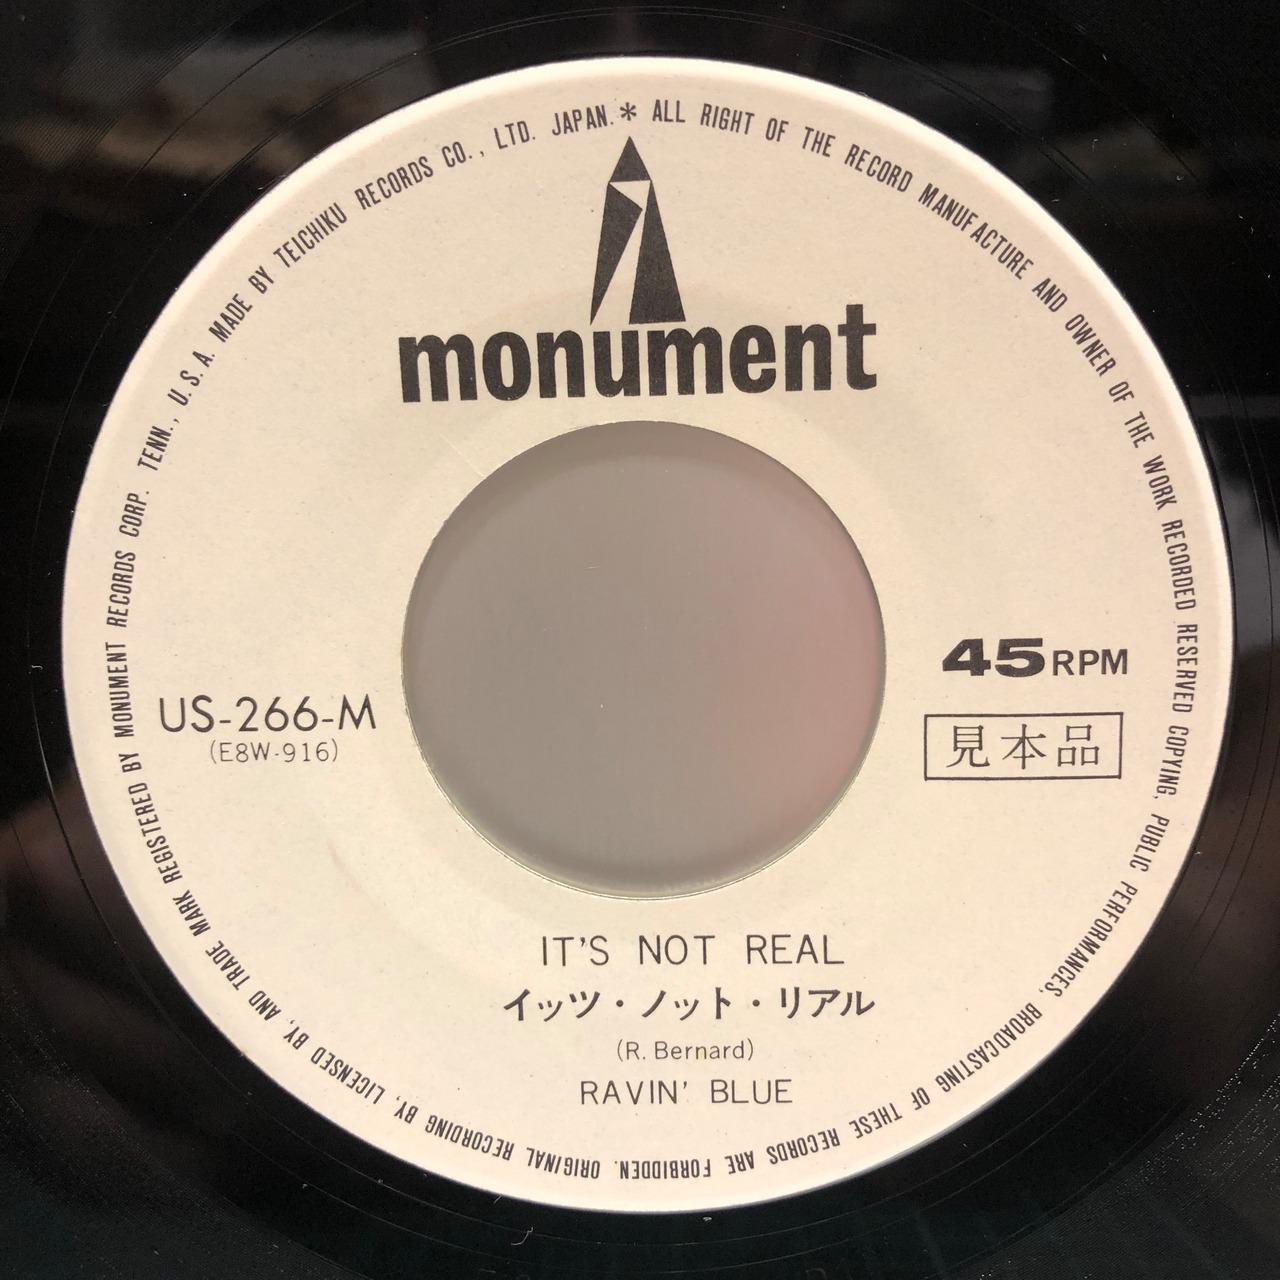 monument
45 RPM
見本品
US-266-M
(E8W-916)
IT'S NOT REAL
イッツ・ノット・リアル
(R. Bernard)
RAVIN' BLUE
* ALL RIGHT OF THE RECORD MANUFACTURE AND OWNER OF THE WORK RECORDED RESERVED COPYING, PUBLIC PERFORMANCES, BROADCASTING OF THESE RECORDS ARE FORBIDDEN. ORIGINAL RECORDING BY, LICENSED BY, AND TRADE MARK REGISTERED BY MONUMENT RECORDS CORP. TENN., U.S.A. MADE BY TEICHIKU RECORDS CO., LTD. JAPAN.